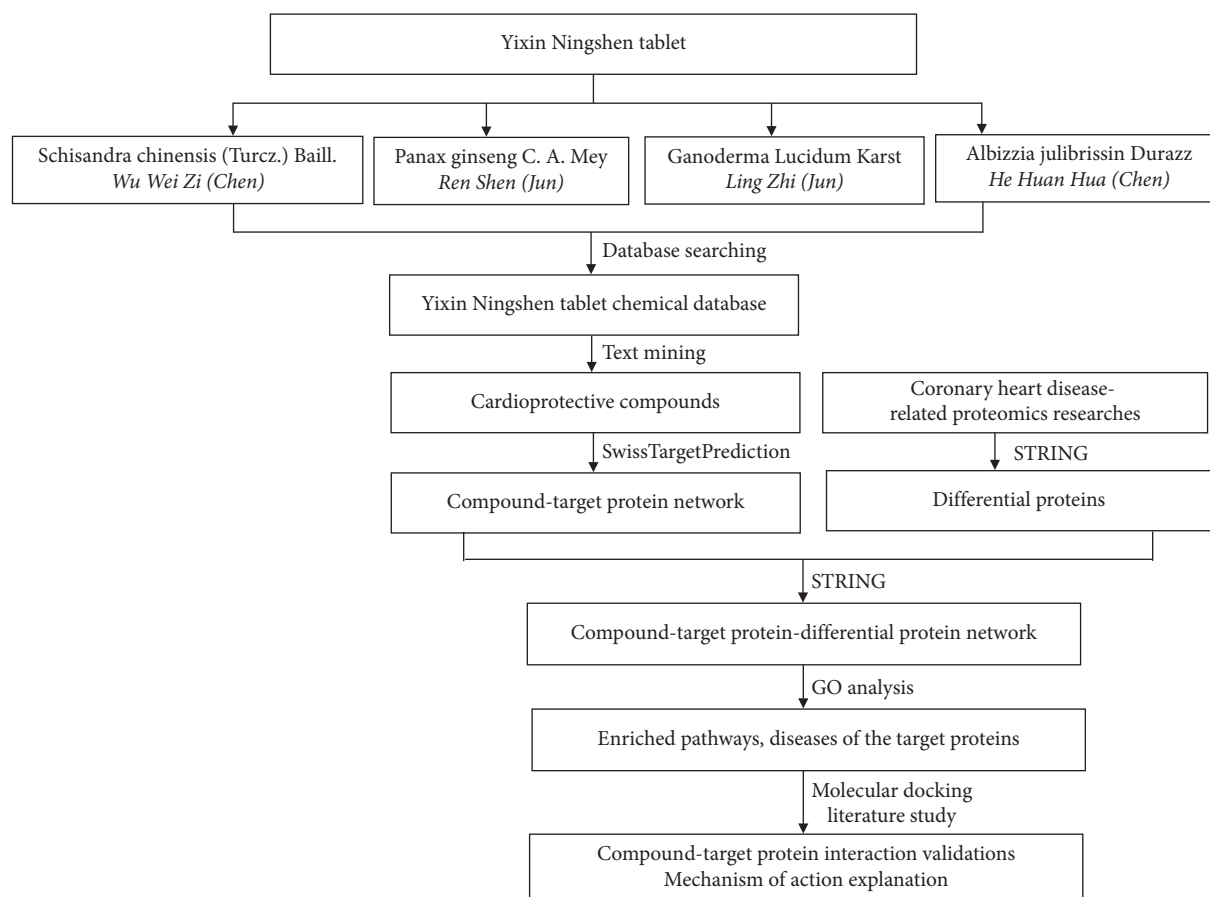 Yixin Ningshen tablet
Schisandra chinensis (Turcz.) Baill.
Wu Wei Zi (Chen)
Panax ginseng C. A. Mey
Ren Shen (Jun)
Ganoderma Lucidum Karst
Ling Zhi (Jun)
Albizzia julibrissin Durazz
He Huan Hua (Chen)
Database searching
Yixin Ningshen tablet chemical database
Text mining
Cardioprotective compounds
Coronary heart disease-
related proteomics researches
SwissTargetPrediction
STRING
Compound-target protein network
Differential proteins
STRING
Compound-target protein-differential protein network
GO analysis
Enriched pathways, diseases of the target proteins
Molecular docking
literature study
Compound-target protein interaction validations
Mechanism of action explanation